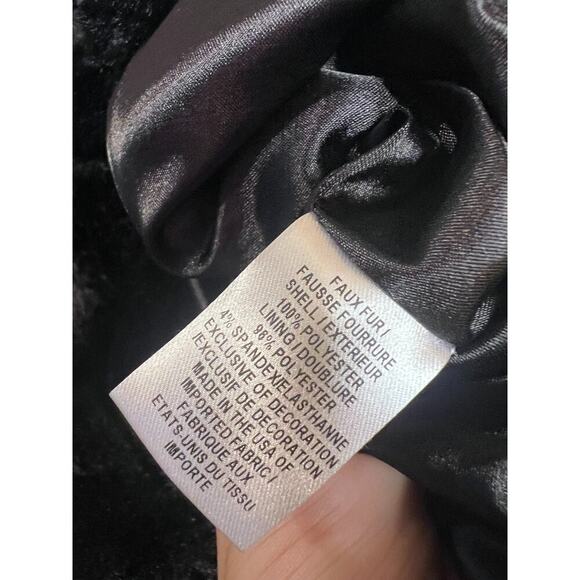 FAUX FUR /
FAUSSE FOURRURE
SHELL /EXTERIEUR
100% POLYESTER
LINING /DOUBLURE
96% POLYESTER
4% SPANDEX/ELASTHANNE
EXCLUSIVE OF DECORATION
/EXCLUSIF DE DECORATION
MADE IN THE USA OF
IMPORTED FABRIC /
FABRIQUE AUX
ETATS-UNIS DU TISSU
IMPORTE